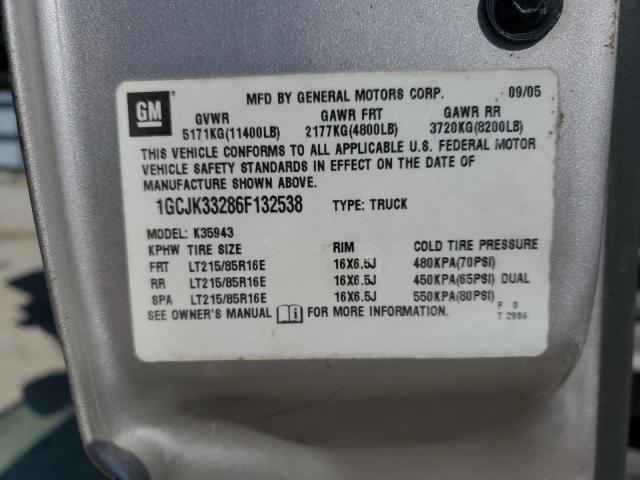 GM
MFD BY GENERAL MOTORS CORP. 09/05
GVWR GAWR FRT GAWR RR
5171KG(11400LB) 2177KG(4800LB) 3720KG(8200LB)
THIS VEHICLE CONFORMS TO ALL APPLICABLE U.S. FEDERAL MOTOR
VEHICLE SAFETY STANDARDS IN EFFECT ON THE DATE OF
MANUFACTURE SHOWN ABOVE.
1GCJK33286F132538 TYPE: TRUCK
MODEL: K35943
KPHW TIRE SIZE RIM COLD TIRE PRESSURE
FRT LT215/85R16E 16X6.5J 480KPA(70PSI)
RR LT215/85R16E 16X6.5J 450KPA(65PSI) DUAL
SPA LT215/85R16E 16X6.5J 550KPA(80PSI)
F 0
SEE OWNER'S MANUAL i FOR MORE INFORMATION. T 2986